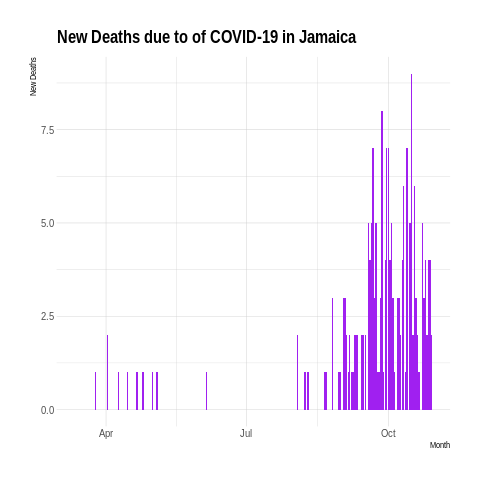 New Deaths due to of COVID-19 in Jamaica
New Deaths
7.5
5.0
2.5
0.0
Apr Jul Oct
Month